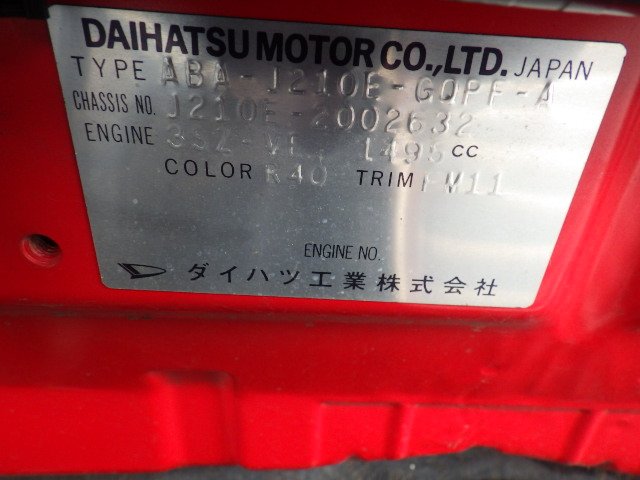 DAIHATSU MOTOR CO.,LTD. JAPAN
TYPE ABA-J210E-GQPF-A
CHASSIS NO. J210E-2002632
ENGINE 3SZ-VE, 1495 CC
COLOR R40 TRIM FM11
ENGINE NO.
ダイハツ工業株式会社